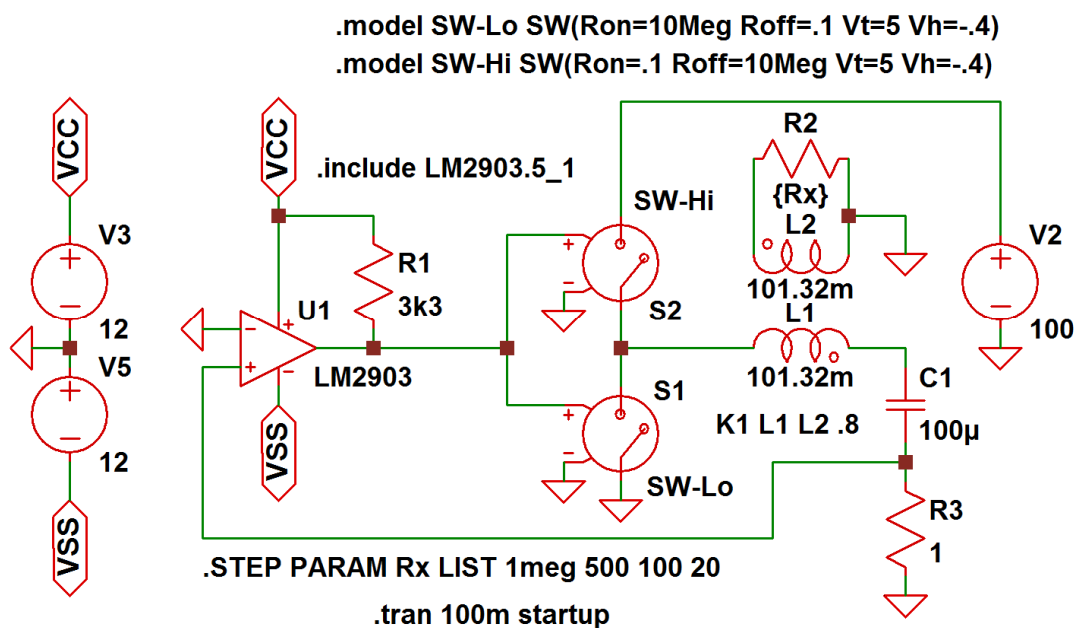 .model SW-Lo SW(Ron=10Meg Roff=.1 Vt=5 Vh=-.4)
.model SW-Hi SW(Ron=.1 Roff=10Meg Vt=5 Vh=-.4)
VCC
VCC
R2
.include LM2903.5_1
{Rx}
SW-Hi
L2
V3
V2
R1
3k3
101.32m
U1
S2
L1
12
100
V5
LM2903
S1
101.32m
C1
VSS
K1 L1 L2 .8
100µ
12
SW-Lo
R3
VSS
1
.STEP PARAM Rx LIST 1meg 500 100 20
.tran 100m startup